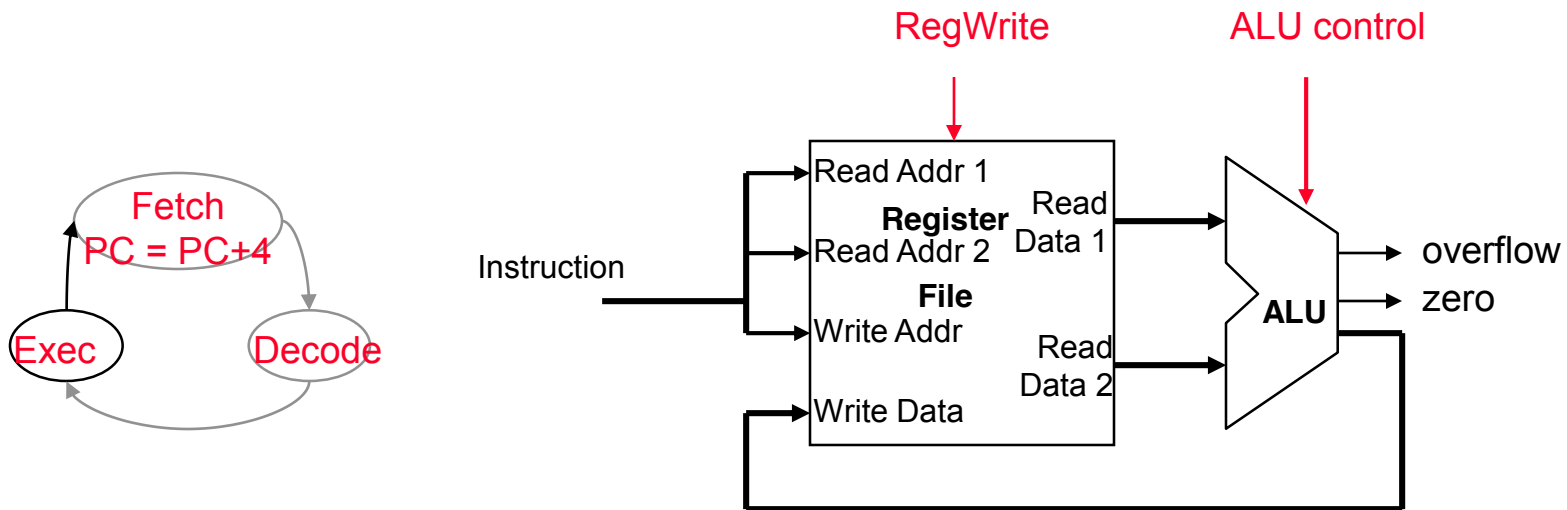 RegWrite
ALU control
Fetch
PC = PC+4
Exec
Decode
Instruction
Read Addr 1
Register
Read Addr 2
File
Write Addr
Write Data
Read
Data 1
Read
Data 2
ALU
overflow
zero